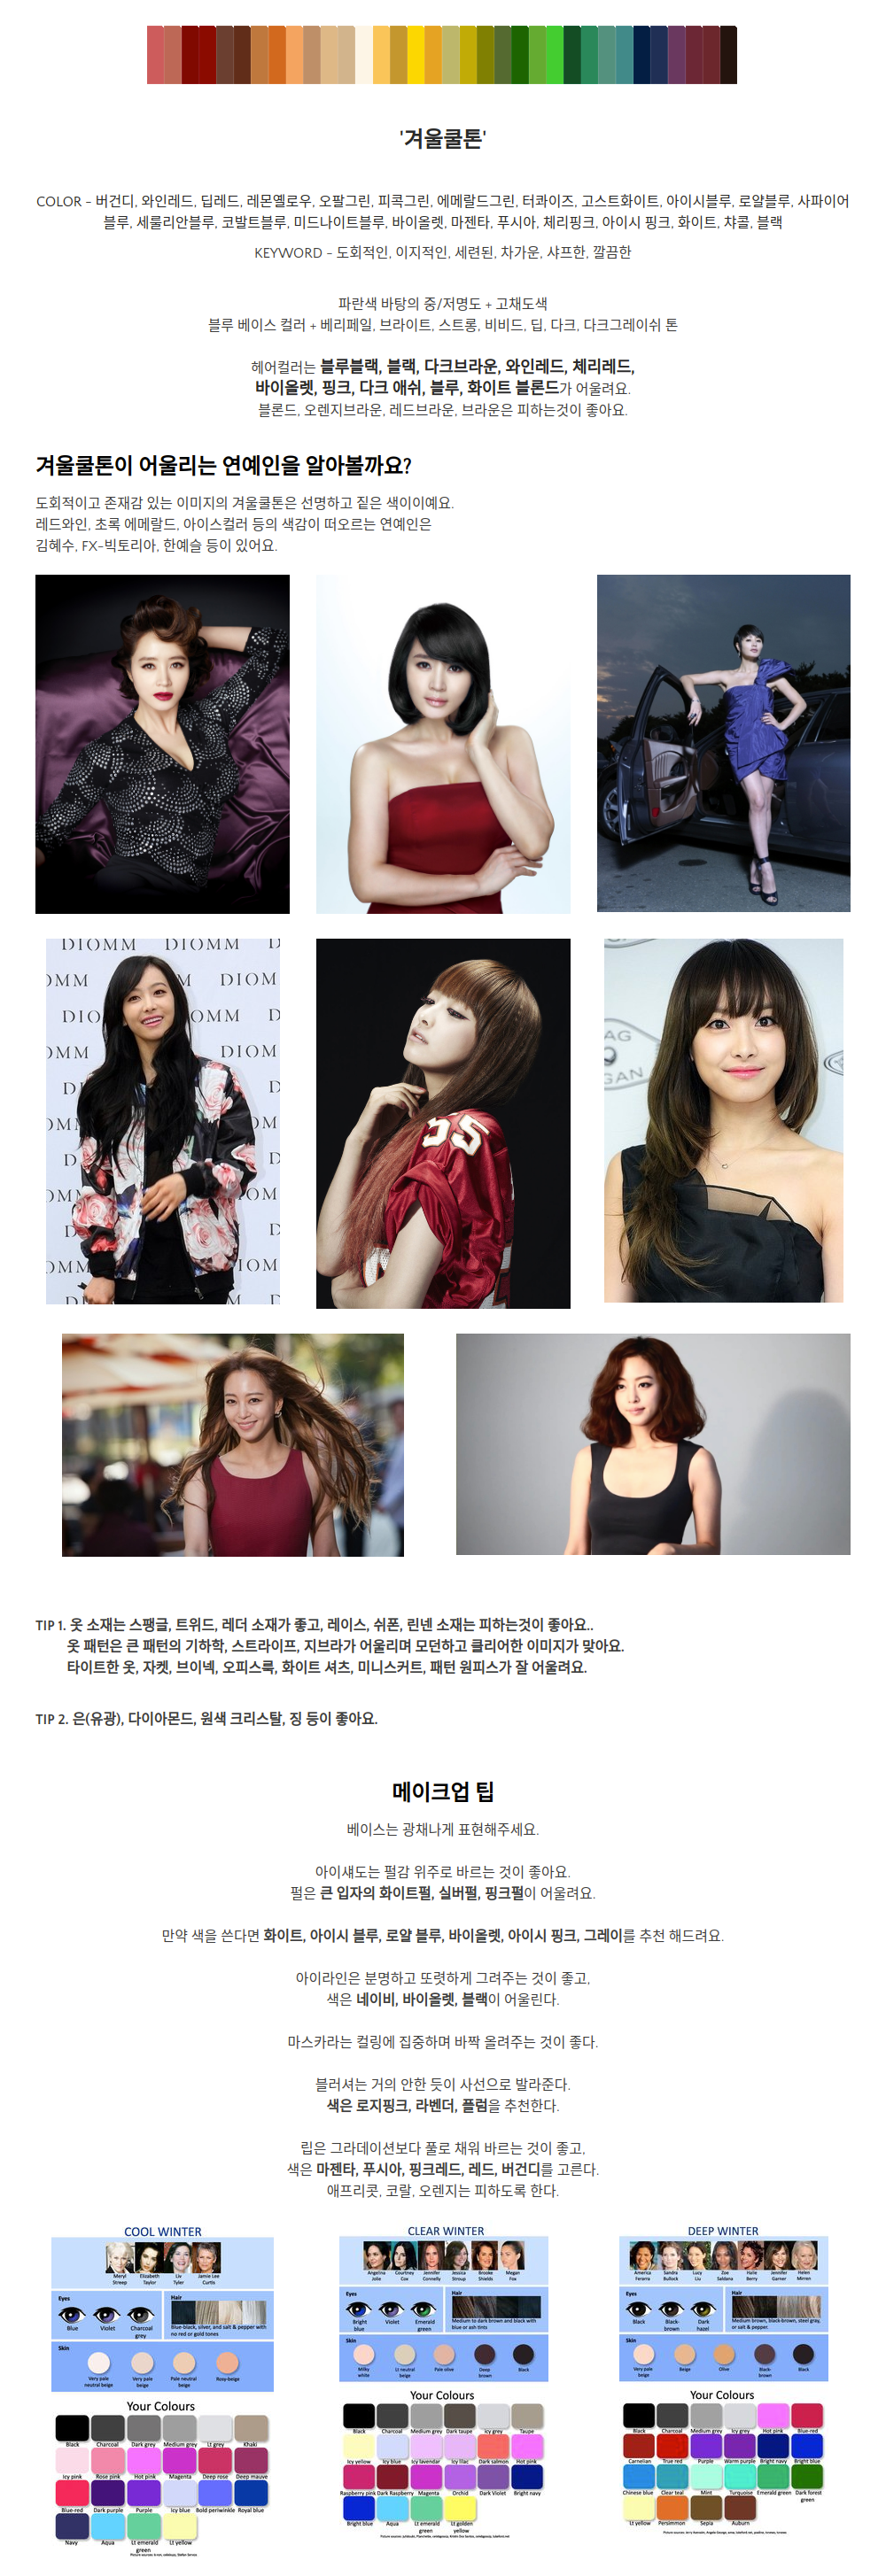 '겨울쿨톤'
COLOR - 버건디, 와인레드, 딥레드, 레몬옐로우, 오팔그린, 피콕그린, 에메랄드그린, 터콰이즈, 고스트화이트, 아이시블루, 로얄블루, 사파이어
블루, 세룰리안블루, 코발트블루, 미드나이트블루, 바이올렛, 마젠타, 푸시아, 체리핑크, 아이시 핑크, 화이트, 챠콜, 블랙
KEYWORD - 도회적인, 이지적인, 세련된, 차가운, 샤프한, 깔끔한
파란색 바탕의 중/저명도 + 고채도색
블루 베이스 컬러 + 베리페일, 브라이트, 스트롱, 비비드, 딥, 다크, 다크그레이쉬 톤
헤어컬러는 블루블랙, 블랙, 다크브라운, 와인레드, 체리레드,
바이올렛, 핑크, 다크 애쉬, 블루, 화이트 블론드가 어울려요.
블론드, 오렌지브라운, 레드브라운, 브라운은 피하는것이 좋아요.
겨울쿨톤이 어울리는 연예인을 알아볼까요?
도회적이고 존재감 있는 이미지의 겨울쿨톤은 선명하고 짙은 색이이예요.
레드와인, 초록 에메랄드, 아이스컬러 등의 색감이 떠오르는 연예인은
김혜수, FX-빅토리아, 한예슬 등이 있어요.
DIOMM DIOMM
DIOM
55
TIP 1. 옷 소재는 스팽글, 트위드, 레더 소재가 좋고, 레이스, 쉬폰, 린넨 소재는 피하는것이 좋아요..
옷 패턴은 큰 패턴의 기하학, 스트라이프, 지브라가 어울리며 모던하고 클리어한 이미지가 맞아요.
타이트한 옷, 자켓, 브이넥, 오피스룩, 화이트 셔츠, 미니스커트, 패턴 원피스가 잘 어울려요.
TIP 2. 은(유광), 다이아몬드, 원색 크리스탈, 징 등이 좋아요.
메이크업 팁
베이스는 광채나게 표현해주세요.
아이섀도는 펄감 위주로 바르는 것이 좋아요.
펄은 큰 입자의 화이트펄, 실버펄, 핑크펄이 어울려요.
만약 색을 쓴다면 화이트, 아이시 블루, 로얄 블루, 바이올렛, 아이시 핑크, 그레이를 추천 해드려요.
아이라인은 분명하고 또렷하게 그려주는 것이 좋고,
색은 네이비, 바이올렛, 블랙이 어울린다.
마스카라는 컬링에 집중하며 바짝 올려주는 것이 좋다.
블러셔는 거의 안한 듯이 사선으로 발라준다.
색은 로지핑크, 라벤더, 플럼을 추천한다.
립은 그라데이션보다 풀로 채워 바르는 것이 좋고,
색은 마젠타, 푸시아, 핑크레드, 레드, 버건디를 고른다.
애프리콧, 코랄, 오렌지는 피하도록 한다.
COOL WINTER
Meryl Streep Elizabeth Taylor Liv Tyler Jamie Lee Curtis
Eyes Hair
Blue Violet Charcoal grey
Blue-black, silver, and salt & pepper with
no red or gold tones
Skin
Very pale neutral beige Very pale beige Pale neutral beige Rosy-beige
Your Colours
Black Charcoal Dark grey Medium grey Lt grey Khaki
Icy pink Rose pink Hot pink Magenta Deep rose Deep mauve
Blue-red Dark purple Purple Icy blue Bold periwinkle Royal blue
Navy Aqua Lt emerald green Lt yellow
CLEAR WINTER
Angelina Jolie Courtney Cox Jennifer Connelly Jessica Stroup Brooke Shields Megan Fox
Eyes Hair
Bright blue Violet Emerald green
Medium to dark brown and black with
blue or ash tints
Skin
Milky white Lt neutral beige Pale olive Deep brown Black
Your Colours
Black Charcoal Medium grey Dark taupe Icy grey Taupe
Icy yellow Icy blue Icy lavendar Icy lilac Dark salmon Hot pink
Raspberry pink Dark Raspberry Magenta Orchid Dark Violet Bright navy
Bright blue Aqua Lt emerald green Lt golden yellow
DEEP WINTER
America Ferarra Sandra Bullock Lucy Liu Zoe Saldana Halle Berry Jennifer Garner Helen Mirren
Eyes Hair
Black Black-brown Dark hazel
Medium brown, black-brown, steel gray,
or salt & pepper.
Skin
Very pale beige Beige Olive Black-brown Black
Your Colours
Black Charcoal Medium grey Icy grey Hot pink Blue-red
Carnelian True red Purple Warm purple Bright navy Bright blue
Chinese blue Clear teal Mint Turquoise Emerald green Dark forest green
Lt yellow Persimmon Sepia Auburn